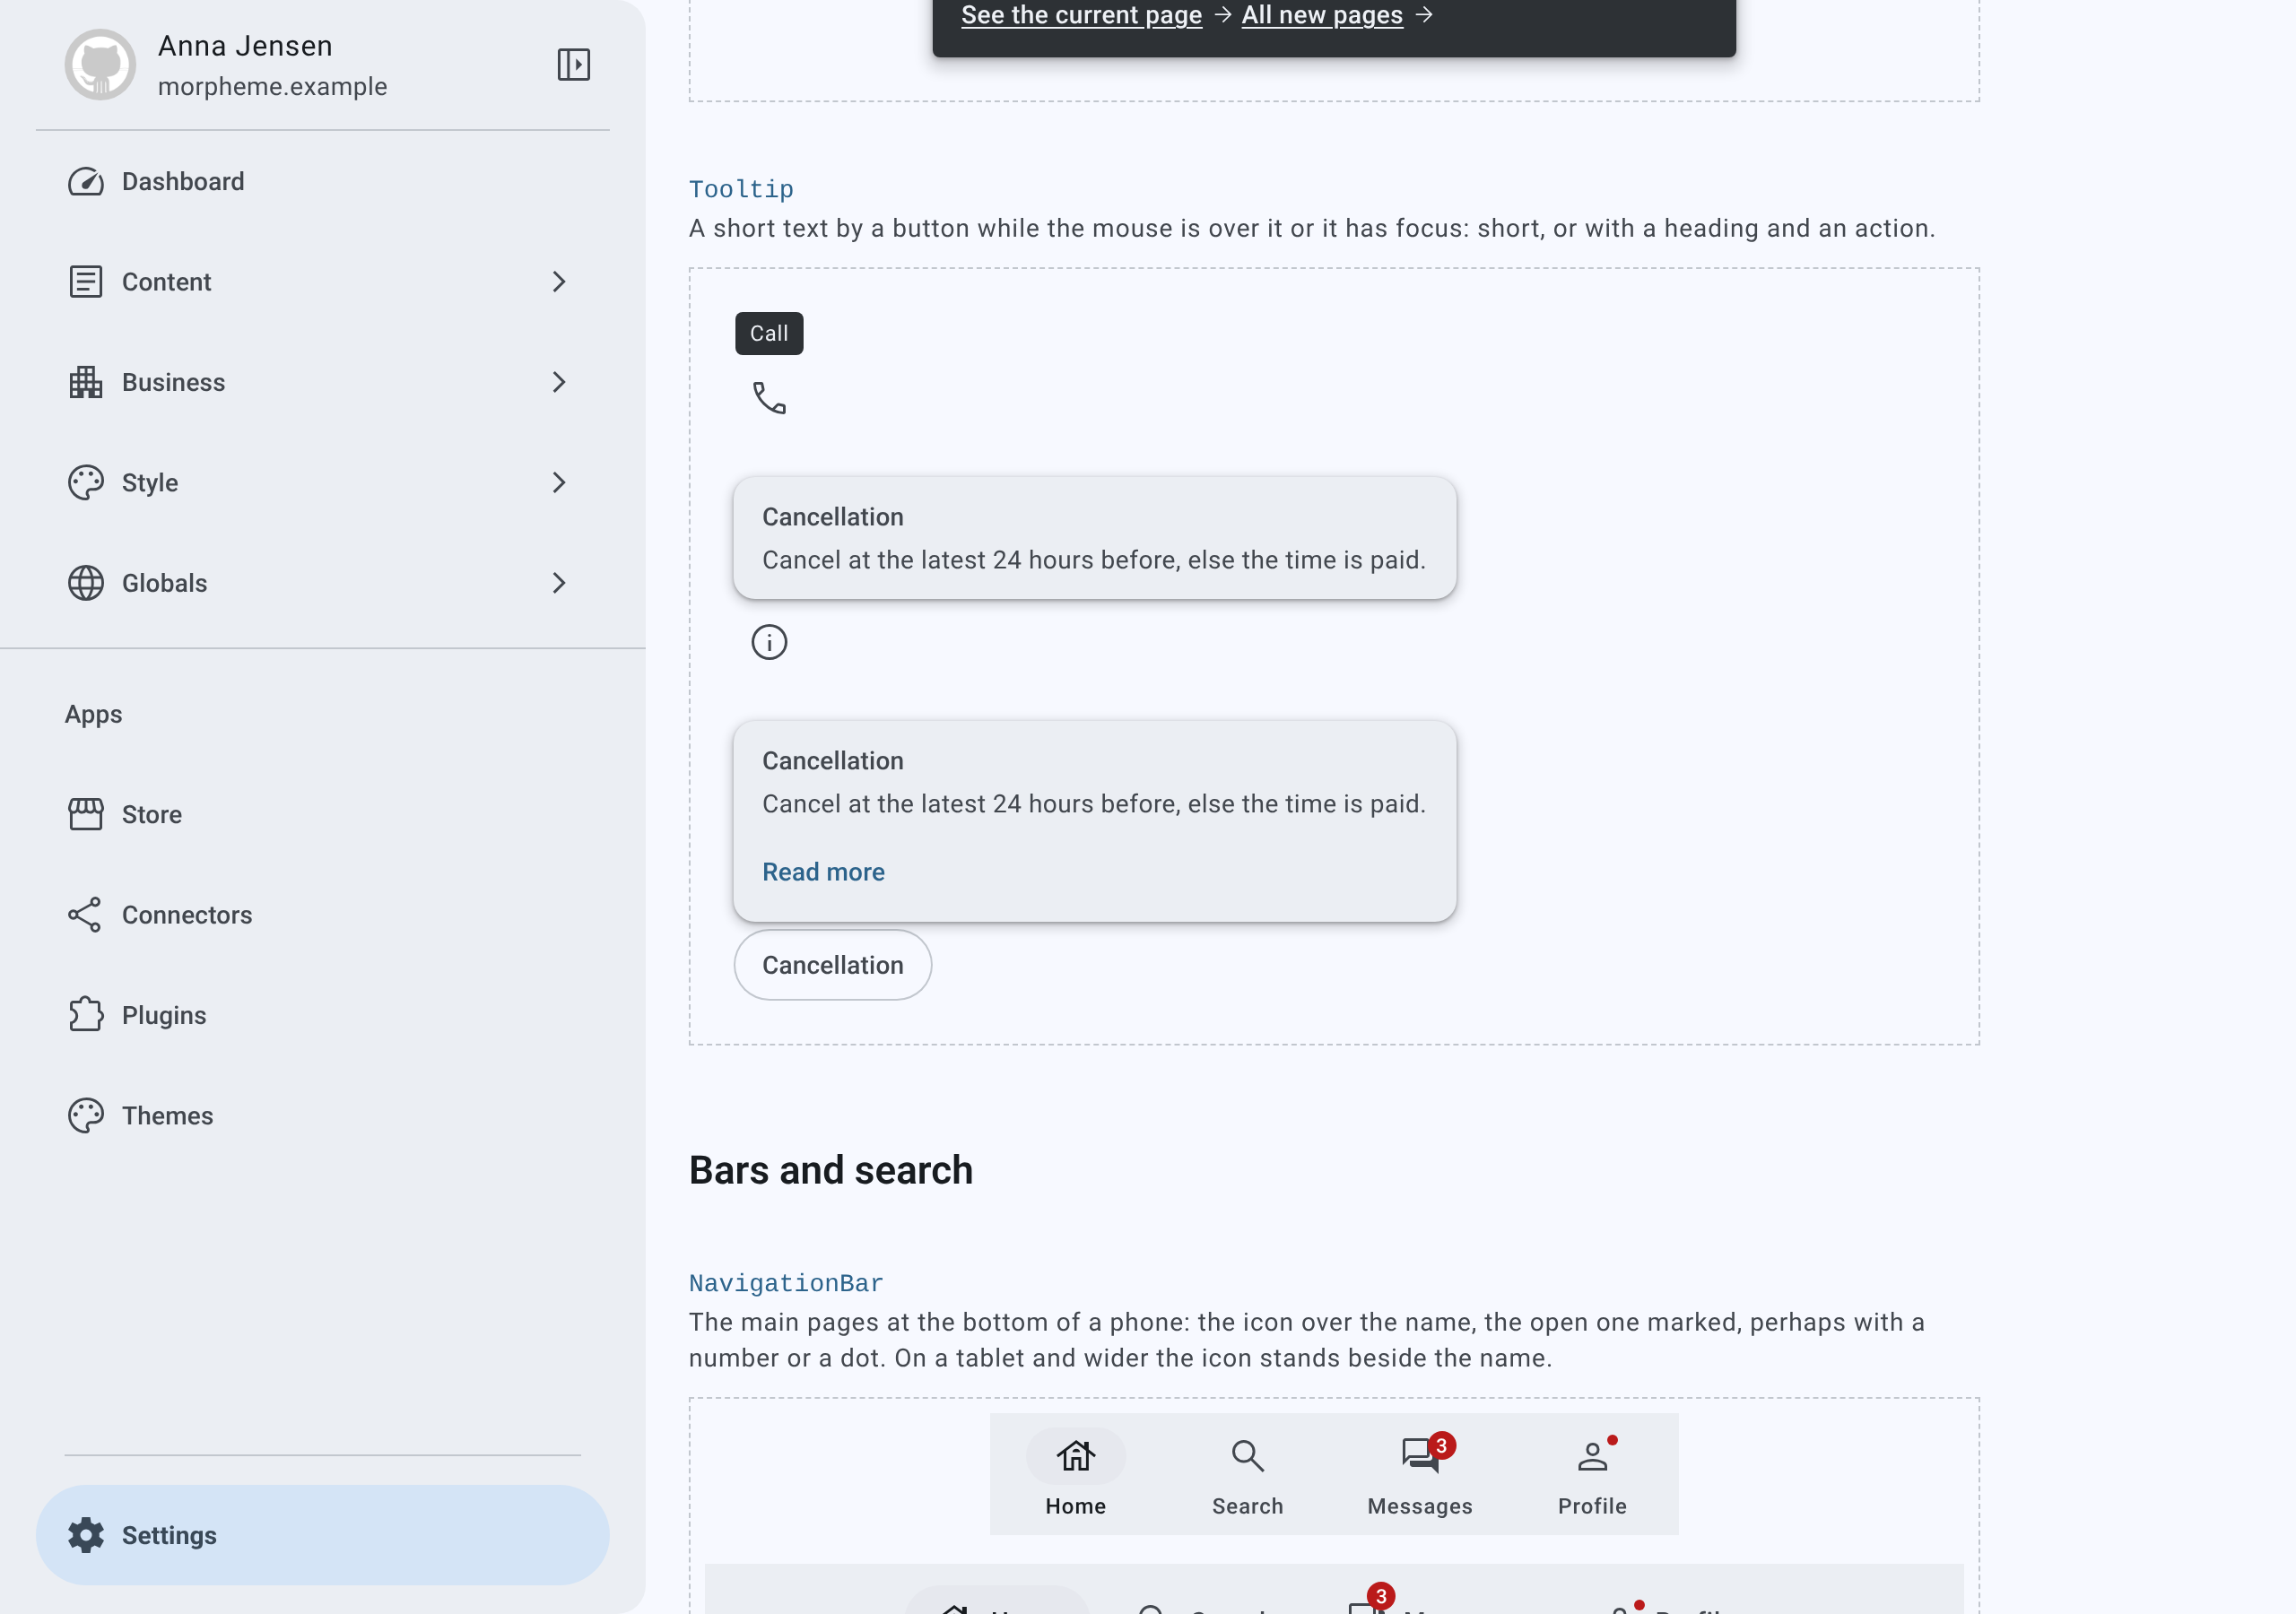 Anna Jensen
morpheme.example
Dashboard
Content
Business
Style
Globals
Apps
Store
Connectors
Plugins
Themes
Settings
See the current page → All new pages →
Tooltip
A short text by a button while the mouse is over it or it has focus: short, or with a heading and an action.
Call
Cancellation
Cancel at the latest 24 hours before, else the time is paid.
Cancellation
Cancel at the latest 24 hours before, else the time is paid.
Read more
Cancellation
Bars and search
NavigationBar
The main pages at the bottom of a phone: the icon over the name, the open one marked, perhaps with a
number or a dot. On a tablet and wider the icon stands beside the name.
3
Home Search Messages Profile
3